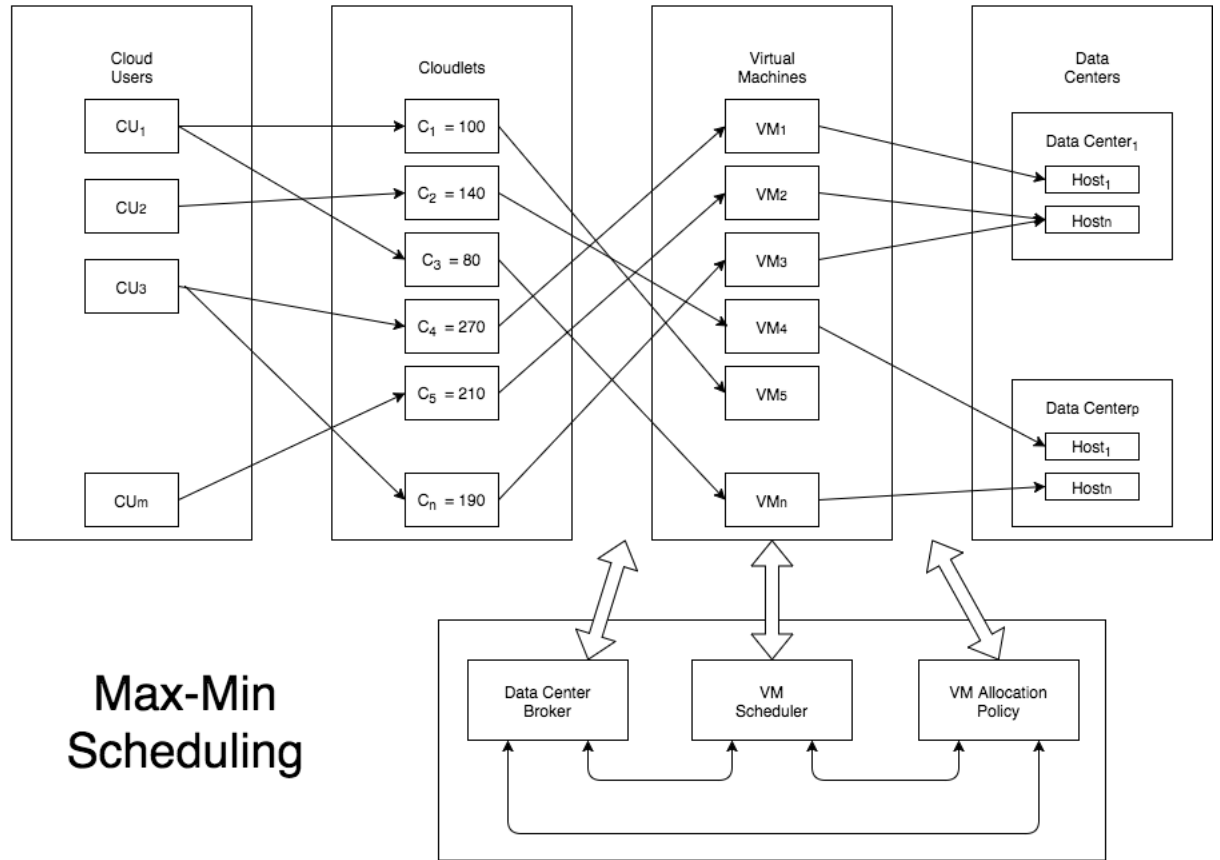 Cloud
Users
CU₁
CU₂
CU₃
CUm
Cloudlets
C₁ = 100
C₂ = 140
C₃ = 80
C₄ = 270
C₅ = 210
Cₙ = 190
Virtual
Machines
VM₁
VM₂
VM₃
VM₄
VM₅
VMn
Data
Centers
Data Center₁
Host₁
Hostn
Data Centerp
Host₁
Hostn
Max-Min
Scheduling
Data Center
Broker
VM
Scheduler
VM Allocation
Policy